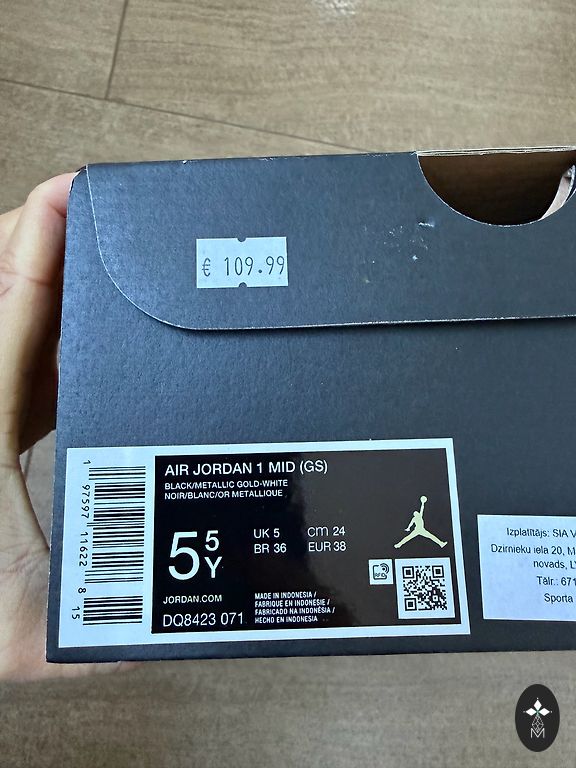 € 109.99
AIR JORDAN 1 MID (GS)
BLACK/METALLIC GOLD-WHITE
NOIR/BLANC/OR METALLIQUE
5 5 Y
UK 5 cm 24
BR 36 EUR 38
JORDAN.COM
DQ8423 071
MADE IN INDONESIA /
FABRIQUE EN INDONESIE /
FABRICADO NA INDONÉSIA /
HECHO EN INDONESIA
1 97597 11622 8 15
Izplatītājs: SIA V
Dzirnieku iela 20, M
novads, L
Tālr.: 671
Sporta
M